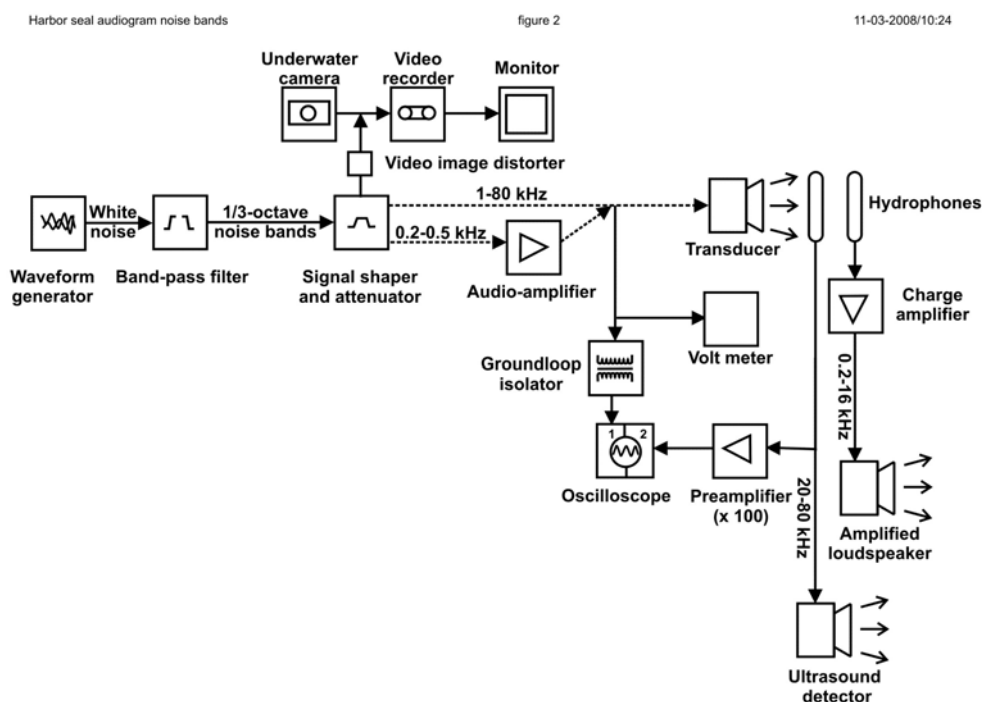 Harbor seal audiogram noise bands
figure 2
11-03-2008/10:24
Underwater
camera
Video
recorder
Monitor
Video image distorter
White
noise
1/3-octave
noise bands
1-80 kHz
0.2-0.5 kHz
Waveform
generator
Band-pass filter
Signal shaper
and attenuator
Audio-amplifier
Transducer
Hydrophones
Charge
amplifier
Volt meter
Groundloop
isolator
0.2-16 kHz
1 2
Oscilloscope
Preamplifier
(x 100)
20-80 kHz
Amplified
loudspeaker
Ultrasound
detector